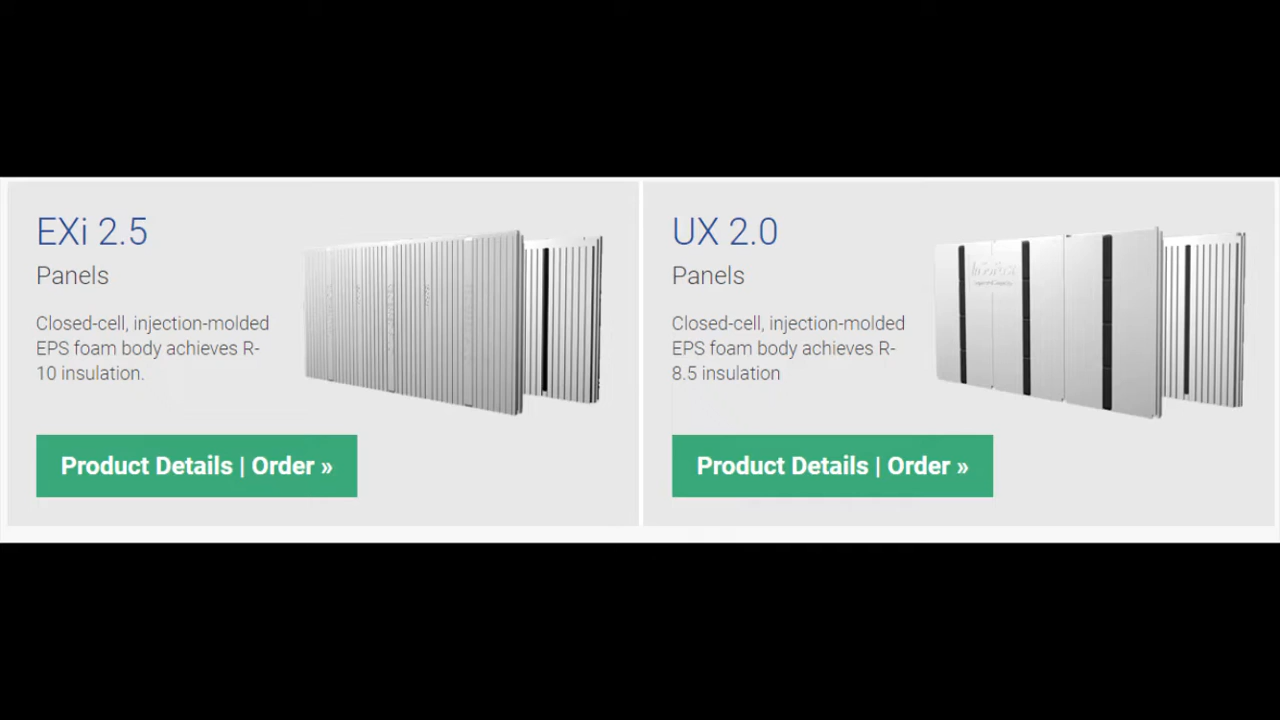 EXi 2.5
Panels
Closed-cell, injection-molded
EPS foam body achieves R-
10 insulation.
Product Details | Order »
UX 2.0
Panels
Closed-cell, injection-molded
EPS foam body achieves R-
8.5 insulation
Product Details | Order »